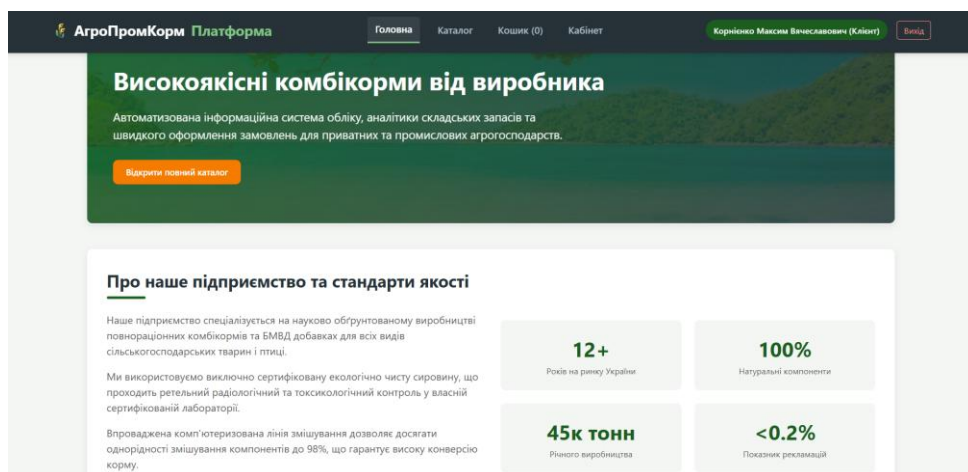 АгроПромКорм Платформа
Головна Каталог Кошик (0) Кабінет
Корнієнко Максим Вячеславович (Клієнт) Вихід
Високоякісні комбікорми від виробника
Автоматизована інформаційна система обліку, аналітики складських запасів та
швидкого оформлення замовлень для приватних та промислових агрогосподарств.
Відкрити повний каталог
Про наше підприємство та стандарти якості
Наше підприємство спеціалізується на науково обґрунтованому виробництві
повнораціонних комбікормів та БМВД добавках для всіх видів
сільськогосподарських тварин і птиці.
Ми використовуємо виключно сертифіковану екологічно чисту сировину, що
проходить ретельний радіологічний та токсикологічний контроль у власній
сертифікованій лабораторії.
Впроваджена комп'ютеризована лінія змішування дозволяє досягати
однорідності змішування компонентів до 98%, що гарантує високу конверсію
корму.
12+
Років на ринку України
100%
Натуральні компоненти
45к тонн
Річного виробництва
<0.2%
Показник рекламацій